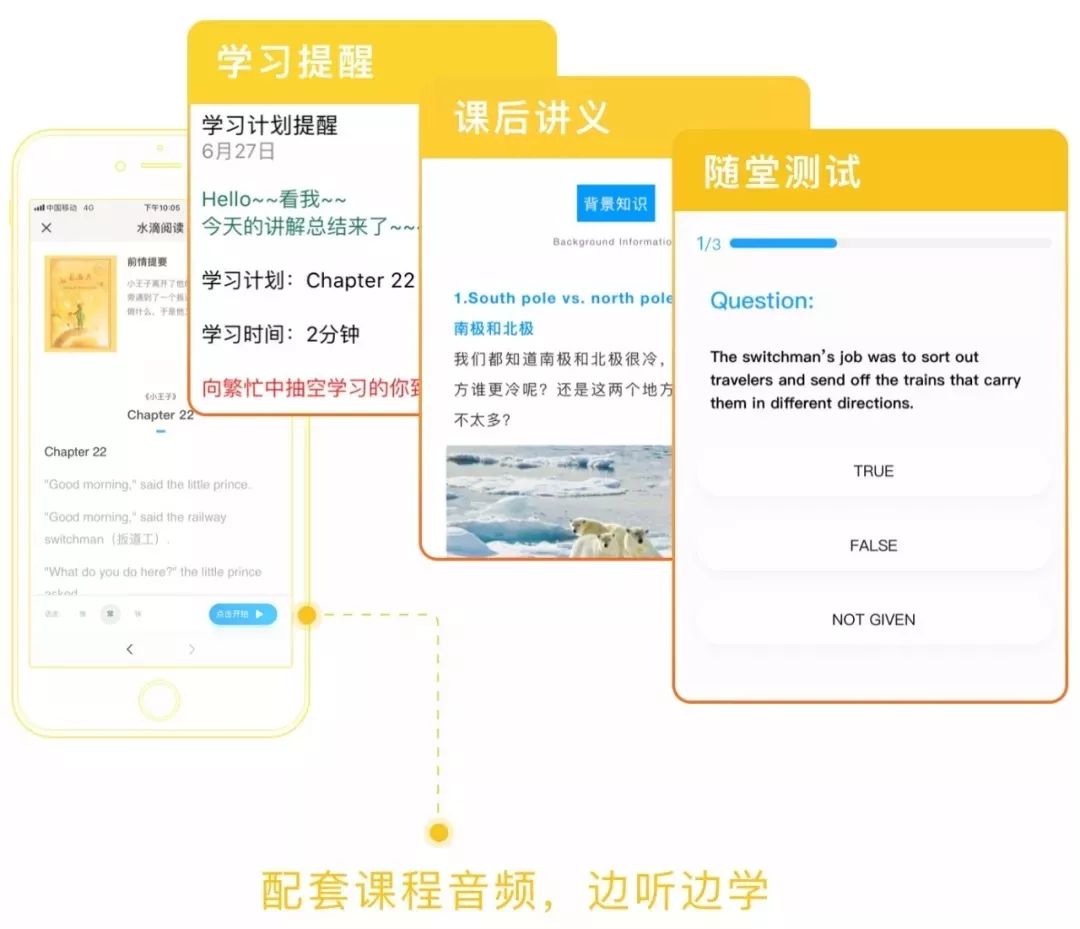 学习提醒
学习计划提醒
6月27日
Hello~~看我~~
今天的讲解总结来了~~
学习计划：Chapter 22
学习时间：2分钟
向繁忙中抽空学习的你
课后讲义
背景知识
Background Informatio
1.South pole vs. north pole
南极和北极
我们都知道南极和北极很冷，
方谁更冷呢？还是这两个地方
不太多？
随堂测试
1/3
Question:
The switchman's job was to sort out
travelers and send off the trains that carry
them in different directions.
TRUE
FALSE
NOT GIVEN
中国移动 4G 下午10:05
水滴阅读
前情提要
小王子离开了他
旁遇到了一个扳
做什么，于是他
《小王子》
Chapter 22
Chapter 22
"Good morning," said the little prince.
"Good morning," said the railway
switchman（扳道工）.
"What do you do here?" the little prince
asked.
语速: 慢 常 快
点击开始
配套课程音频，边听边学